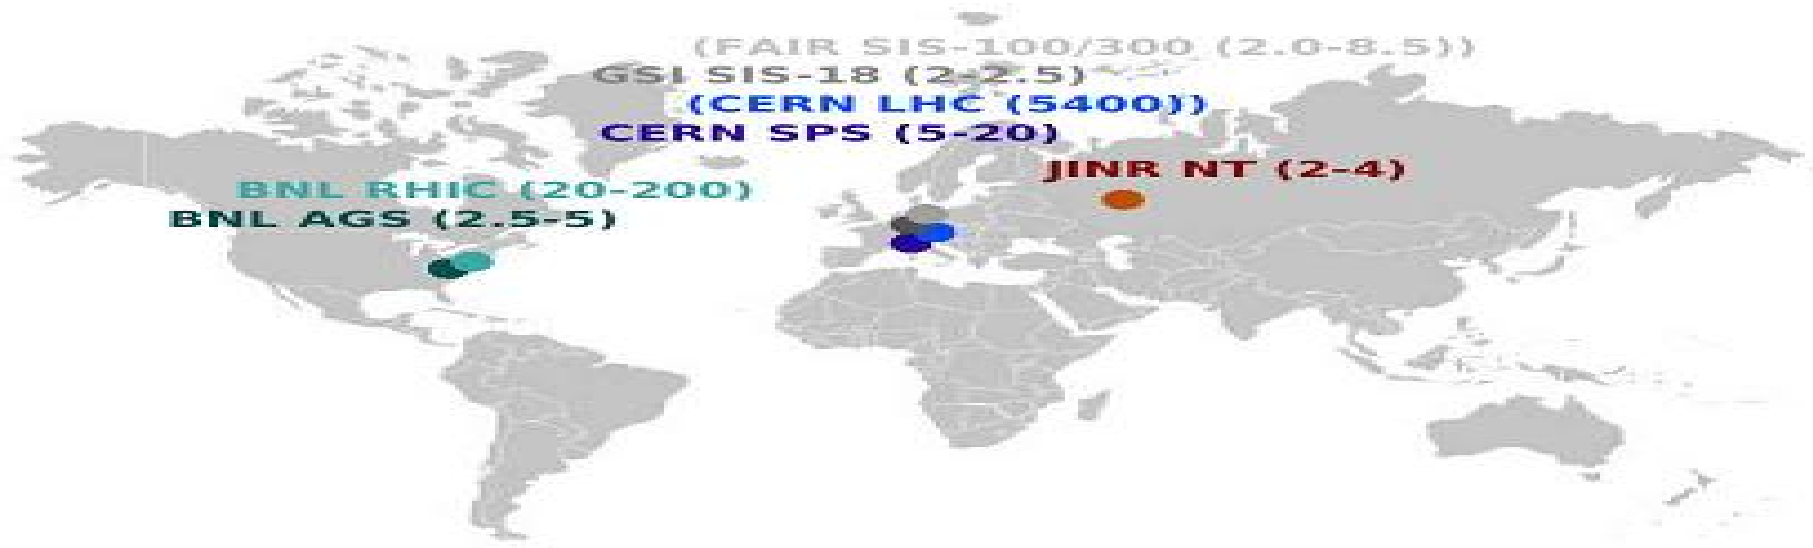 (FAIR SIS-100/300 (2.0-8.5))
GSI SIS-18 (2-2.5)
(CERN LHC (5400))
CERN SPS (5-20)
JINR NT (2-4)
BNL RHIC (20-200)
BNL AGS (2.5-5)